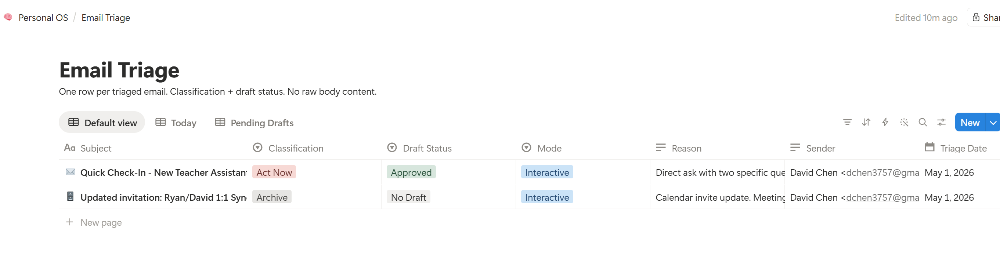 Personal OS / Email Triage
Edited 10m ago
Shar
Email Triage
One row per triaged email. Classification + draft status. No raw body content.
Default view Today Pending Drafts
New
Aa Subject Classification Draft Status Mode Reason Sender Triage Date
Quick Check-In - New Teacher Assistant Act Now Approved Interactive Direct ask with two specific que David Chen <dchen3757@gma May 1, 2026
Updated invitation: Ryan/David 1:1 Sync Archive No Draft Interactive Calendar invite update. Meeting David Chen <dchen3757@gma May 1, 2026
+ New page